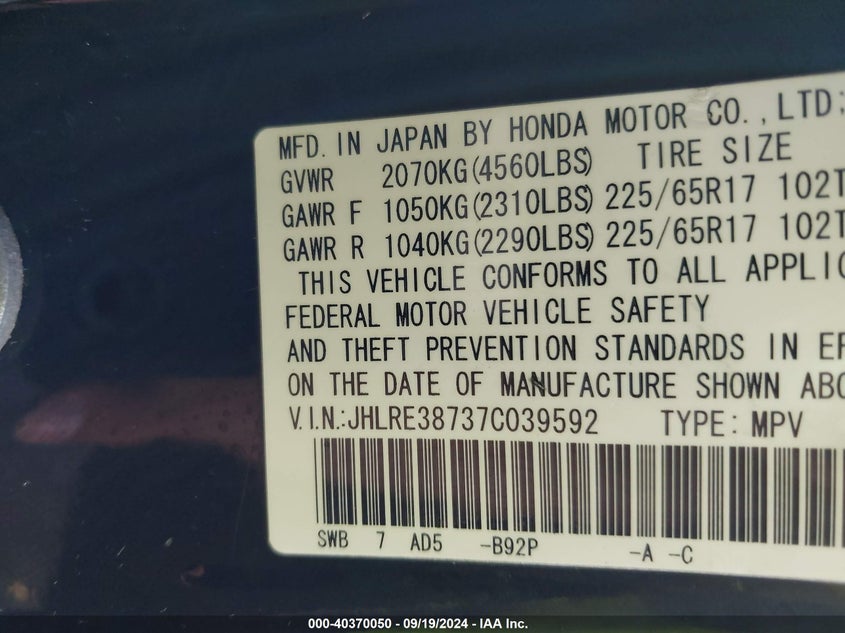 MFD. IN JAPAN BY HONDA MOTOR CO., LTD:
GVWR 2070KG(4560LBS) TIRE SIZE
GAWR F 1050KG(2310LBS) 225/65R17 102T
GAWR R 1040KG(2290LBS) 225/65R17 102T
THIS VEHICLE CONFORMS TO ALL APPLIC
FEDERAL MOTOR VEHICLE SAFETY
AND THEFT PREVENTION STANDARDS IN EF
ON THE DATE OF MANUFACTURE SHOWN ABO
V.I.N.:JHLRE38737C039592 TYPE: MPV
SWB 7 AD5 -B92P -A -C
000-40370050 - 09/19/2024 - IAA Inc.